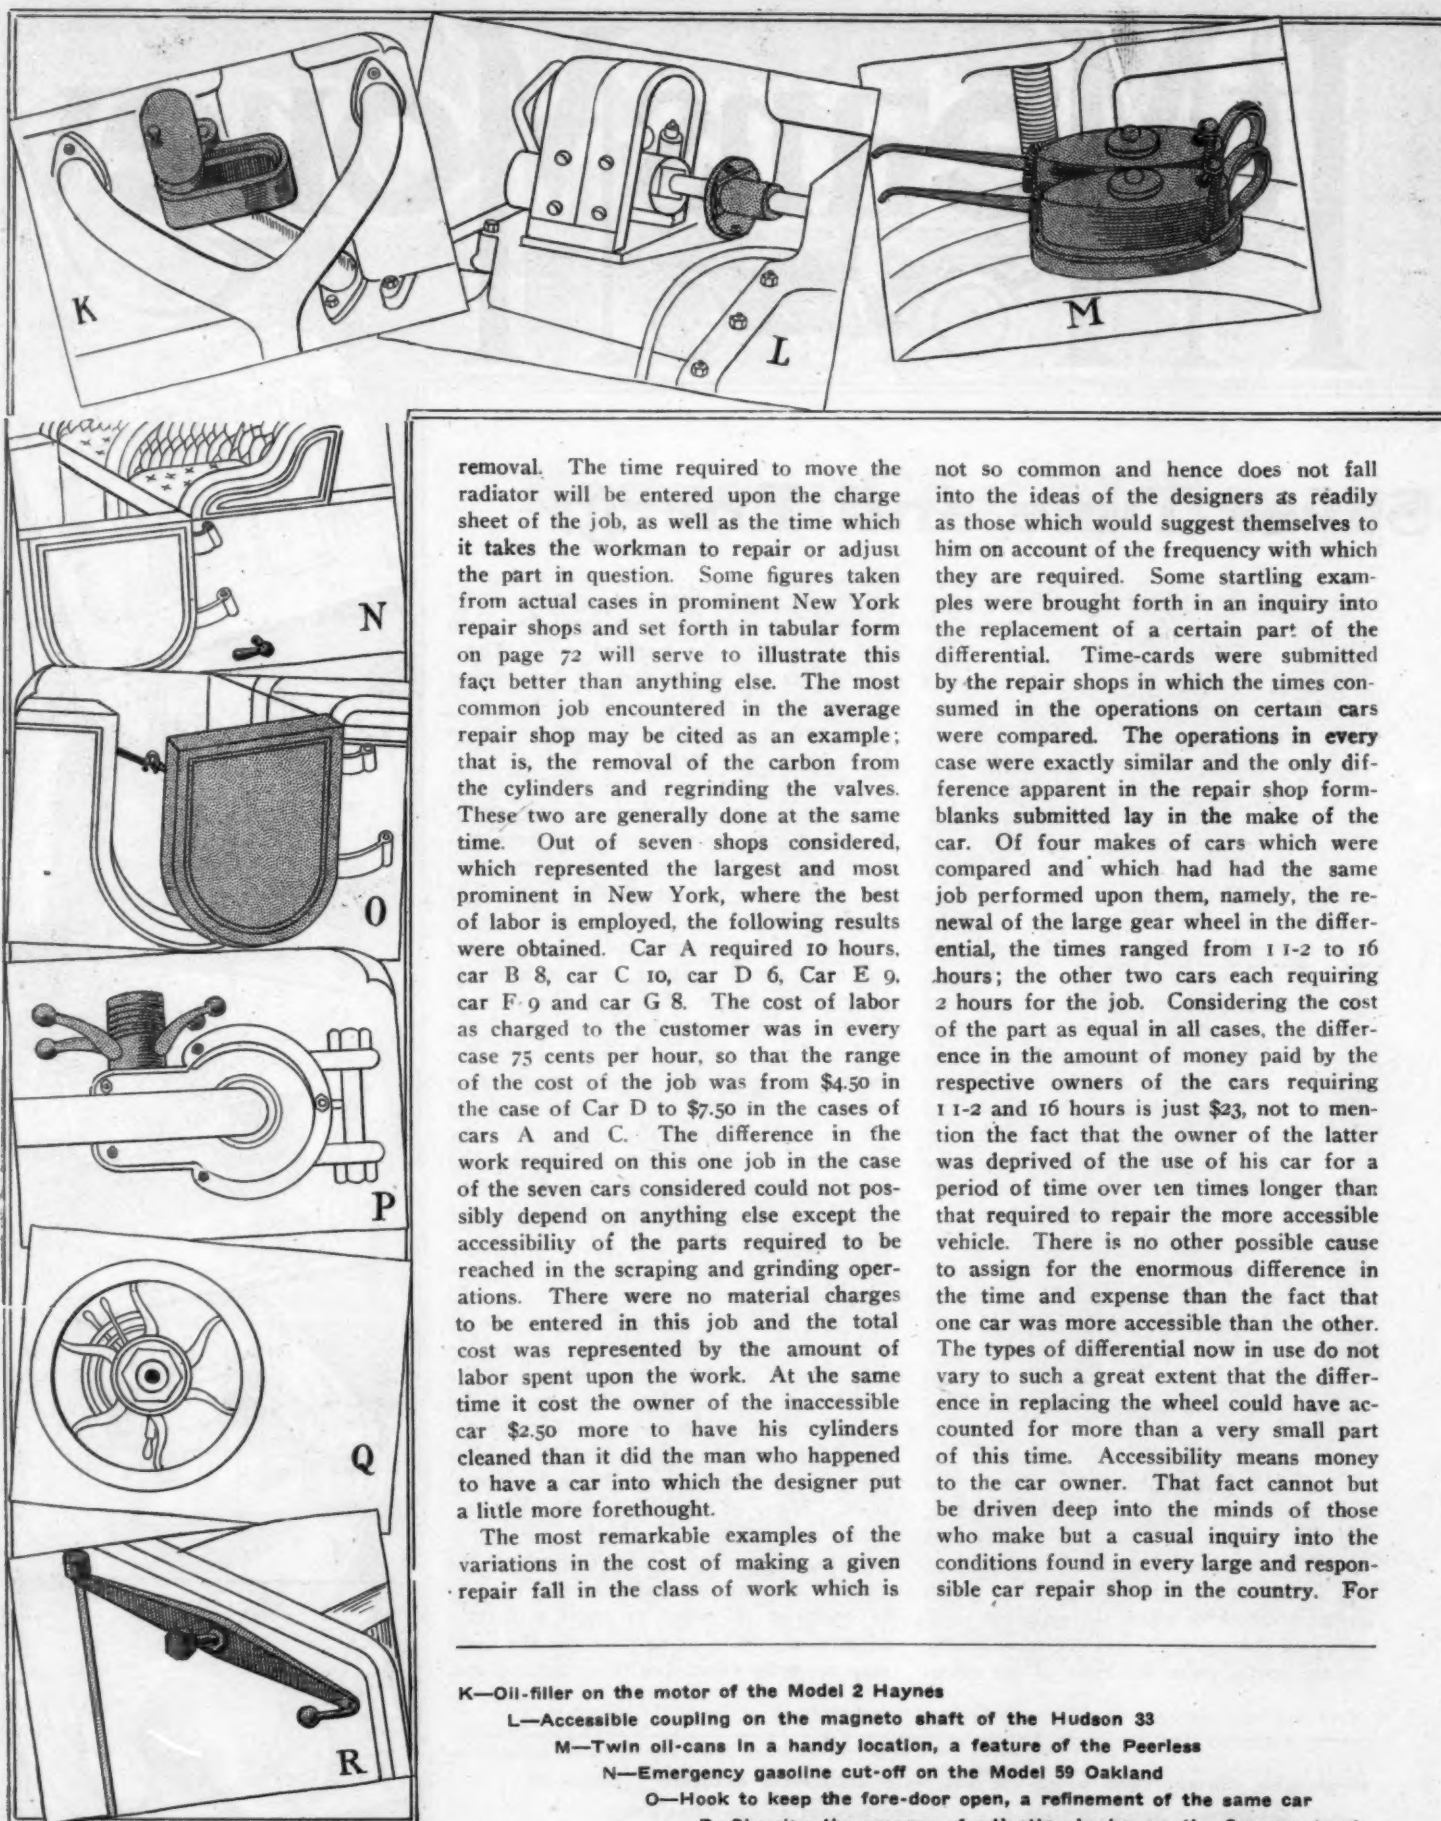 K
L
M
N
O
P
Q
R
removal. The time required to move the
radiator will be entered upon the charge
sheet of the job, as well as the time which
it takes the workman to repair or adjust
the part in question. Some figures taken
from actual cases in prominent New York
repair shops and set forth in tabular form
on page 72 will serve to illustrate this
fact better than anything else. The most
common job encountered in the average
repair shop may be cited as an example;
that is, the removal of the carbon from
the cylinders and regrinding the valves.
These two are generally done at the same
time. Out of seven shops considered,
which represented the largest and most
prominent in New York, where the best
of labor is employed, the following results
were obtained. Car A required 10 hours,
car B 8, car C 10, car D 6, Car E 9,
car F 9 and car G 8. The cost of labor
as charged to the customer was in every
case 75 cents per hour, so that the range
of the cost of the job was from $4.50 in
the case of Car D to $7.50 in the cases of
cars A and C. The difference in the
work required on this one job in the case
of the seven cars considered could not pos-
sibly depend on anything else except the
accessibility of the parts required to be
reached in the scraping and grinding oper-
ations. There were no material charges
to be entered in this job and the total
cost was represented by the amount of
labor spent upon the work. At the same
time it cost the owner of the inaccessible
car $2.50 more to have his cylinders
cleaned than it did the man who happened
to have a car into which the designer put
a little more forethought.
The most remarkable examples of the
variations in the cost of making a given
repair fall in the class of work which is
not so common and hence does not fall
into the ideas of the designers as readily
as those which would suggest themselves to
him on account of the frequency with which
they are required. Some startling exam-
ples were brought forth in an inquiry into
the replacement of a certain part of the
differential. Time-cards were submitted
by the repair shops in which the times con-
sumed in the operations on certain cars
were compared. The operations in every
case were exactly similar and the only dif-
ference apparent in the repair shop form-
blanks submitted lay in the make of the
car. Of four makes of cars which were
compared and which had had the same
job performed upon them, namely, the re-
newal of the large gear wheel in the differ-
ential, the times ranged from 1 1-2 to 16
hours; the other two cars each requiring
2 hours for the job. Considering the cost
of the part as equal in all cases, the differ-
ence in the amount of money paid by the
respective owners of the cars requiring
1 1-2 and 16 hours is just $23, not to men-
tion the fact that the owner of the latter
was deprived of the use of his car for a
period of time over ten times longer than
that required to repair the more accessible
vehicle. There is no other possible cause
to assign for the enormous difference in
the time and expense than the fact that
one car was more accessible than the other.
The types of differential now in use do not
vary to such a great extent that the differ-
ence in replacing the wheel could have ac-
counted for more than a very small part
of this time. Accessibility means money
to the car owner. That fact cannot but
be driven deep into the minds of those
who make but a casual inquiry into the
conditions found in every large and respon-
sible car repair shop in the country. For
K—Oil-filler on the motor of the Model 2 Haynes
L—Accessible coupling on the magneto shaft of the Hudson 33
M—Twin oil-cans in a handy location, a feature of the Peerless
N—Emergency gasoline cut-off on the Model 59 Oakland
O—Hook to keep the fore-door open, a refinement of the same car